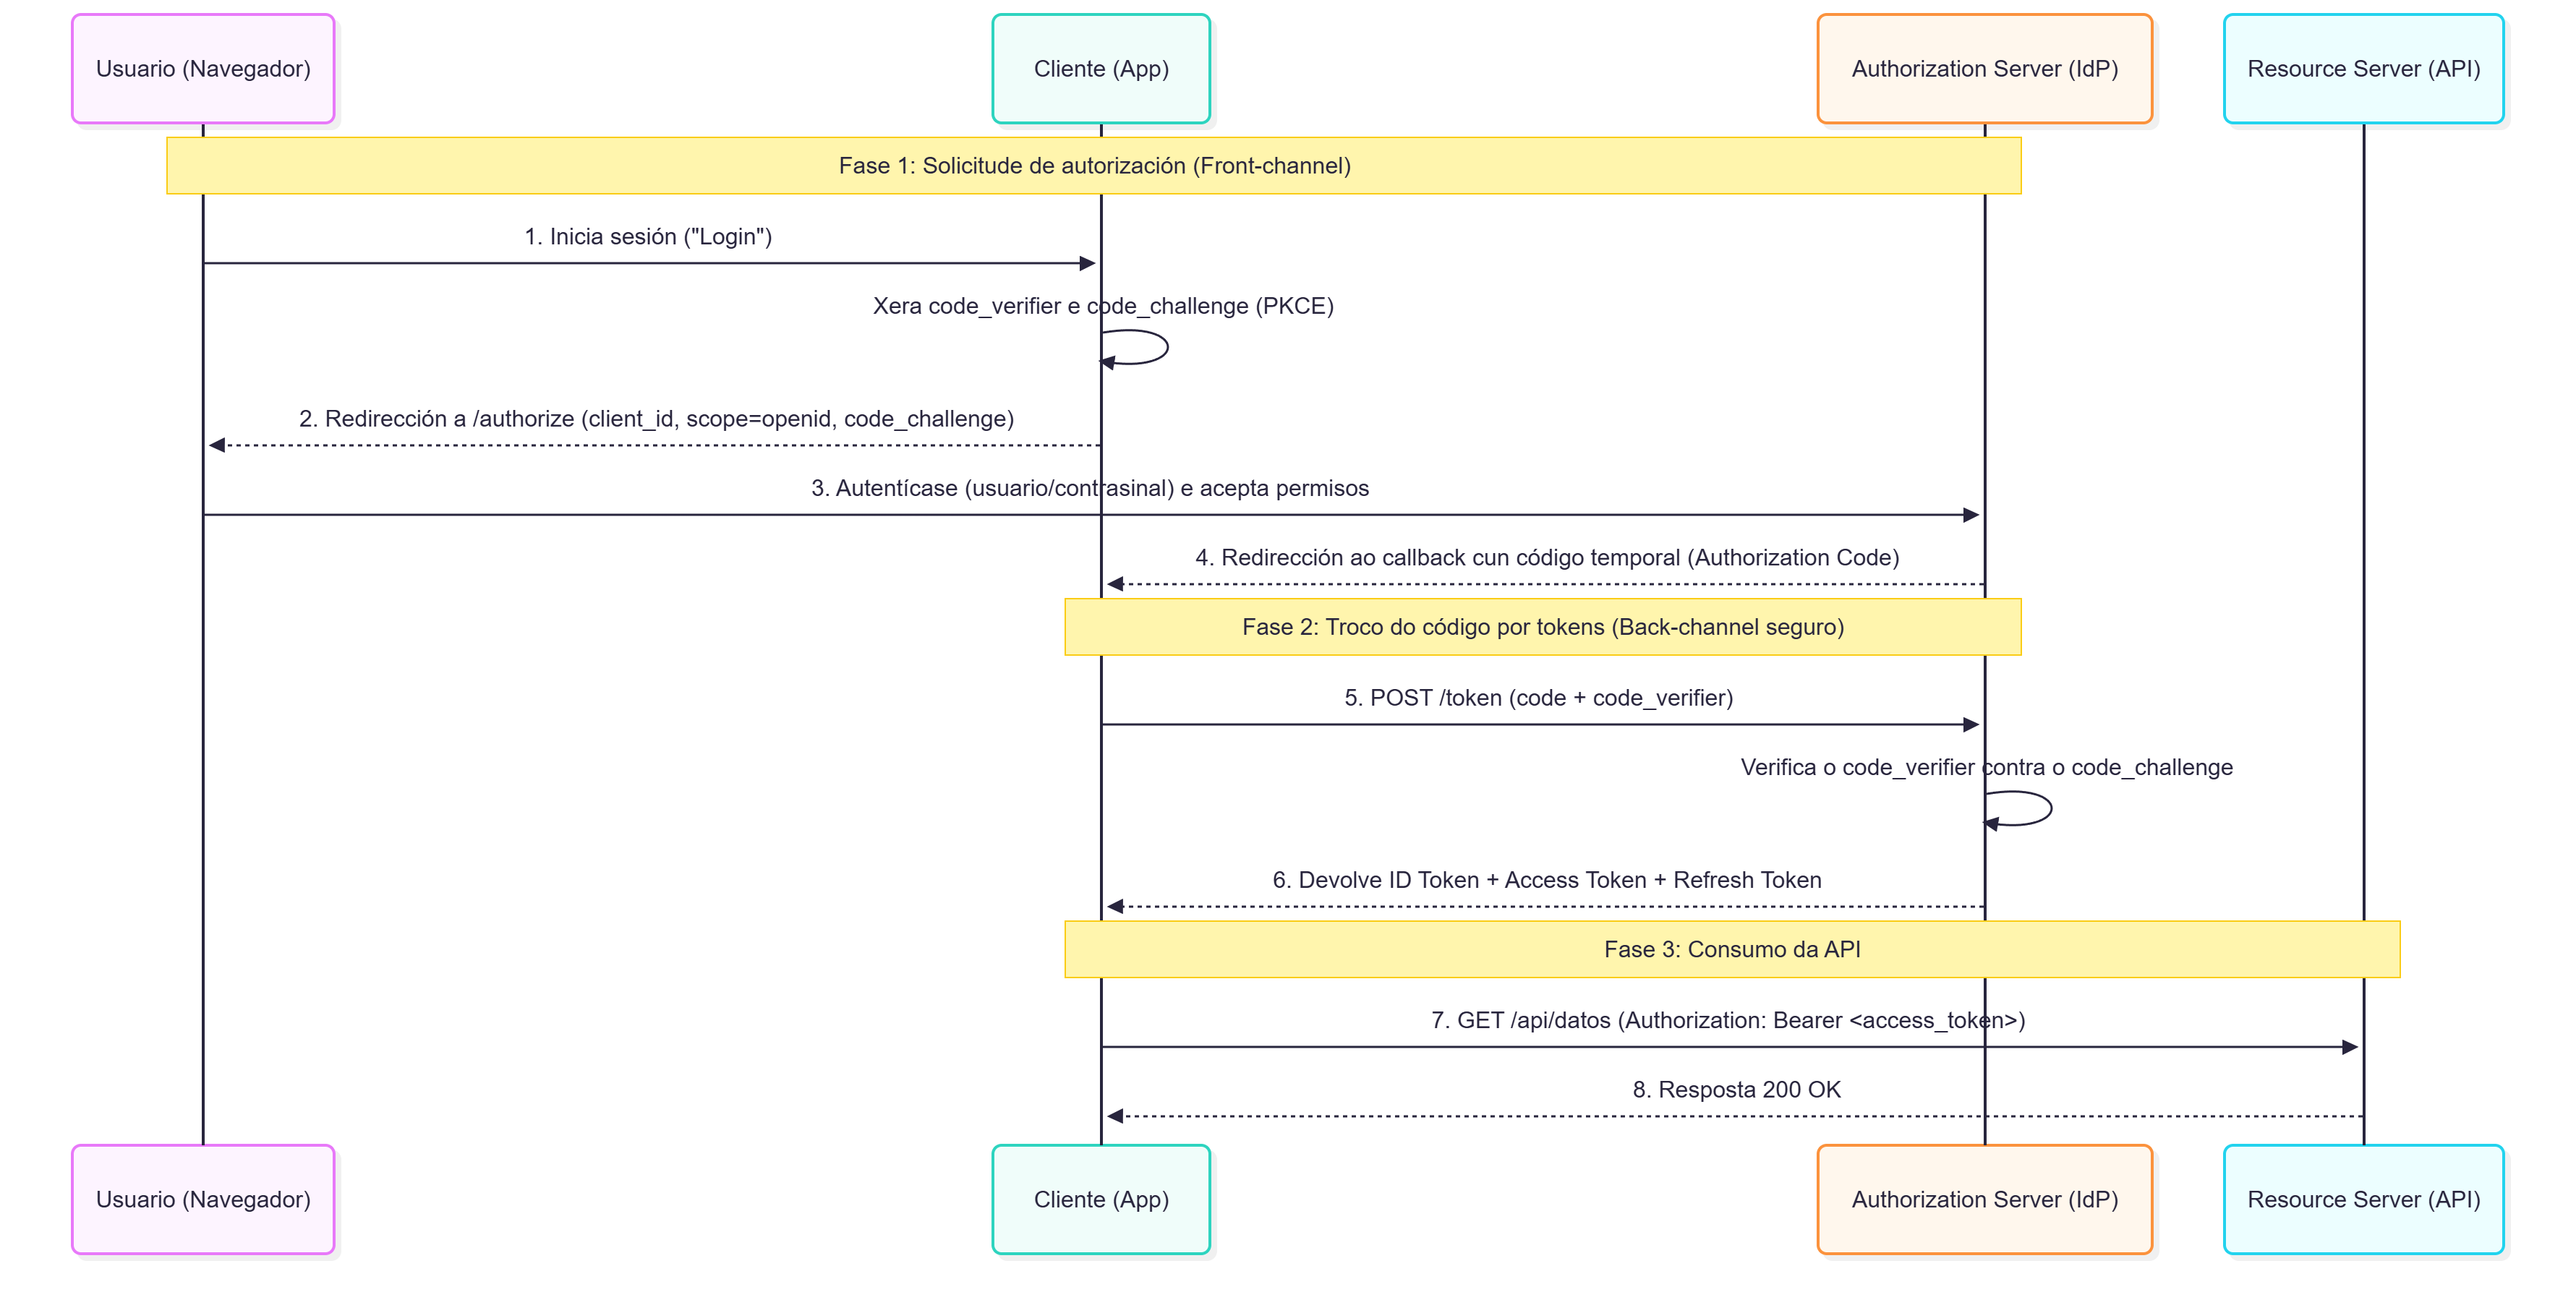 Usuario (Navegador)
Cliente (App)
Authorization Server (IdP)
Resource Server (API)
Fase 1: Solicitude de autorización (Front-channel)
1. Inicia sesión ("Login")
Xera code_verifier e code_challenge (PKCE)
2. Redirección a /authorize (client_id, scope=openid, code_challenge)
3. Autentícase (usuario/contrasinal) e acepta permisos
4. Redirección ao callback cun código temporal (Authorization Code)
Fase 2: Troco do código por tokens (Back-channel seguro)
5. POST /token (code + code_verifier)
Verifica o code_verifier contra o code_challenge
6. Devolve ID Token + Access Token + Refresh Token
Fase 3: Consumo da API
7. GET /api/datos (Authorization: Bearer <access_token>)
8. Resposta 200 OK
Usuario (Navegador)
Cliente (App)
Authorization Server (IdP)
Resource Server (API)